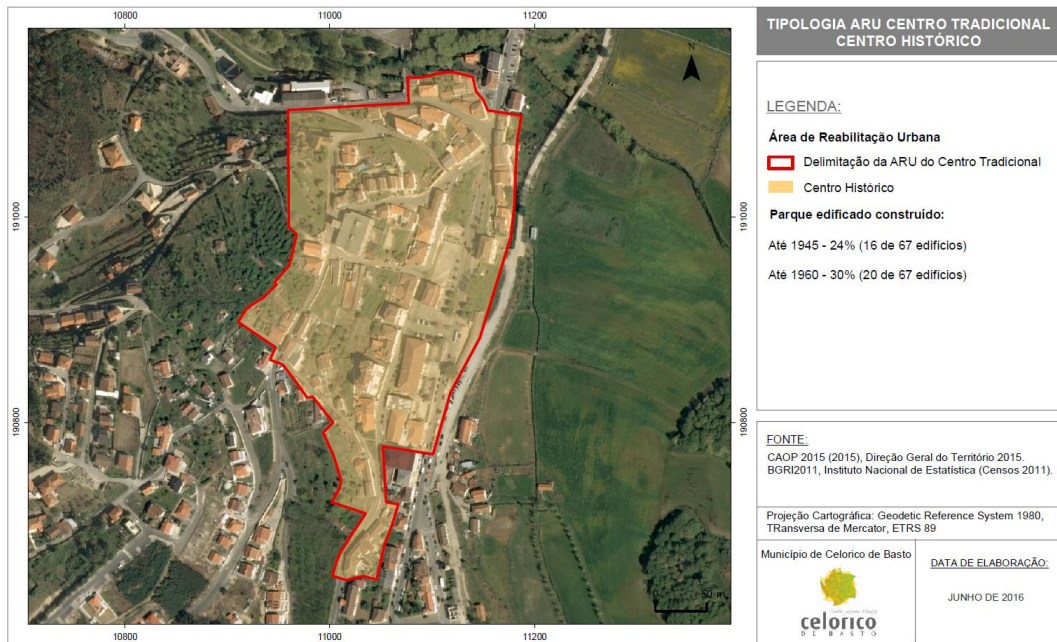 10800
11000
11200
191000
191000
190800
190800
N
0
50 m
10800
11000
11200
TIPOLOGIA ARU CENTRO TRADICIONAL
CENTRO HISTÓRICO
LEGENDA:
Área de Reabilitação Urbana
Delimitação da ARU do Centro Tradicional
Centro Histórico
Parque edificado construído:
Até 1945 - 24% (16 de 67 edifícios)
Até 1960 - 30% (20 de 67 edifícios)
FONTE:
CAOP 2015 (2015), Direção Geral do Território 2015.
BGRI2011, Instituto Nacional de Estatística (Censos 2011).
Projeção Cartográfica: Geodetic Reference System 1980,
TRansversa de Mercator, ETRS 89
Município de Celorico de Basto
celorico
DE BASTO
DATA DE ELABORAÇÃO:
JUNHO DE 2016